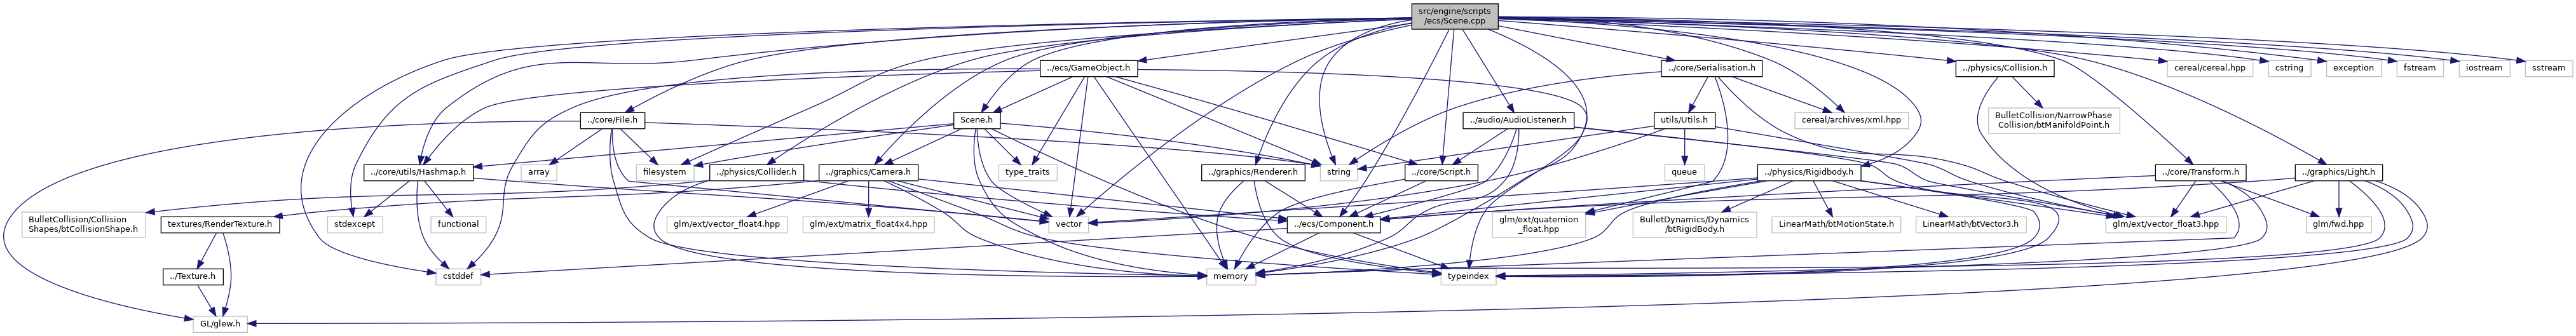 src/engine/scripts
/ecs/Scene.cpp
../ecs/GameObject.h
../core/Serialisation.h
../physics/Collision.h
cereal/cereal.hpp
cstring
exception
fstream
iostream
sstream
../core/File.h
Scene.h
../audio/AudioListener.h
utils/Utils.h
cereal/archives/xml.hpp
BulletCollision/NarrowPhase
Collision/btManifoldPoint.h
../core/utils/Hashmap.h
array
filesystem
../physics/Collider.h
../graphics/Camera.h
type_traits
../graphics/Renderer.h
string
../core/Script.h
queue
../physics/Rigidbody.h
../core/Transform.h
../graphics/Light.h
BulletCollision/Collision
Shapes/btCollisionShape.h
textures/RenderTexture.h
stdexcept
functional
glm/ext/vector_float4.hpp
glm/ext/matrix_float4x4.hpp
vector
../ecs/Component.h
glm/ext/quaternion
_float.hpp
BulletDynamics/Dynamics
/btRigidBody.h
LinearMath/btMotionState.h
LinearMath/btVector3.h
glm/ext/vector_float3.hpp
glm/fwd.hpp
../Texture.h
cstddef
memory
typeindex
GL/glew.h